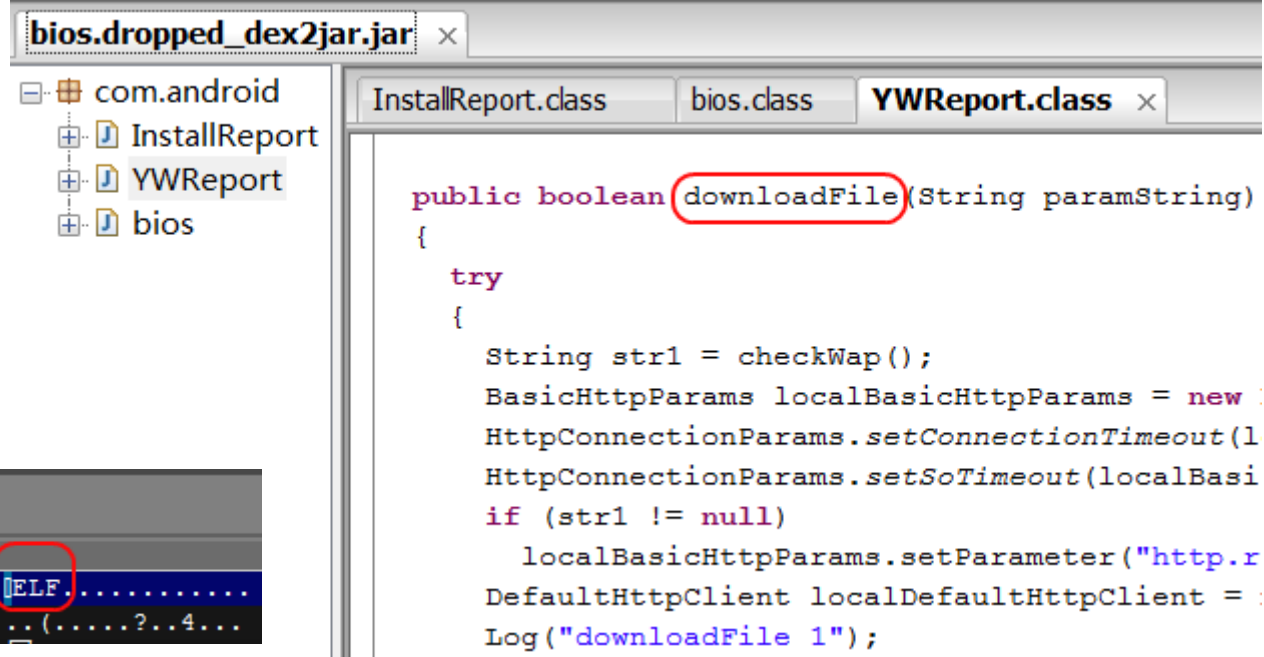 bios.dropped_dex2jar.jar
com.android
InstallReport
YWReport
bios
InstallReport.class
bios.class
YWReport.class
public boolean downloadFile(String paramString)
{
try
{
String str1 = checkWap();
BasicHttpParams localBasicHttpParams = new
HttpConnectionParams.setConnectionTimeout(l
HttpConnectionParams.setSoTimeout(localBasi
if (str1 != null)
localBasicHttpParams.setParameter("http.r
DefaultHttpClient localDefaultHttpClient =
Log("downloadFile 1");
ELF............
..(.....?..4...